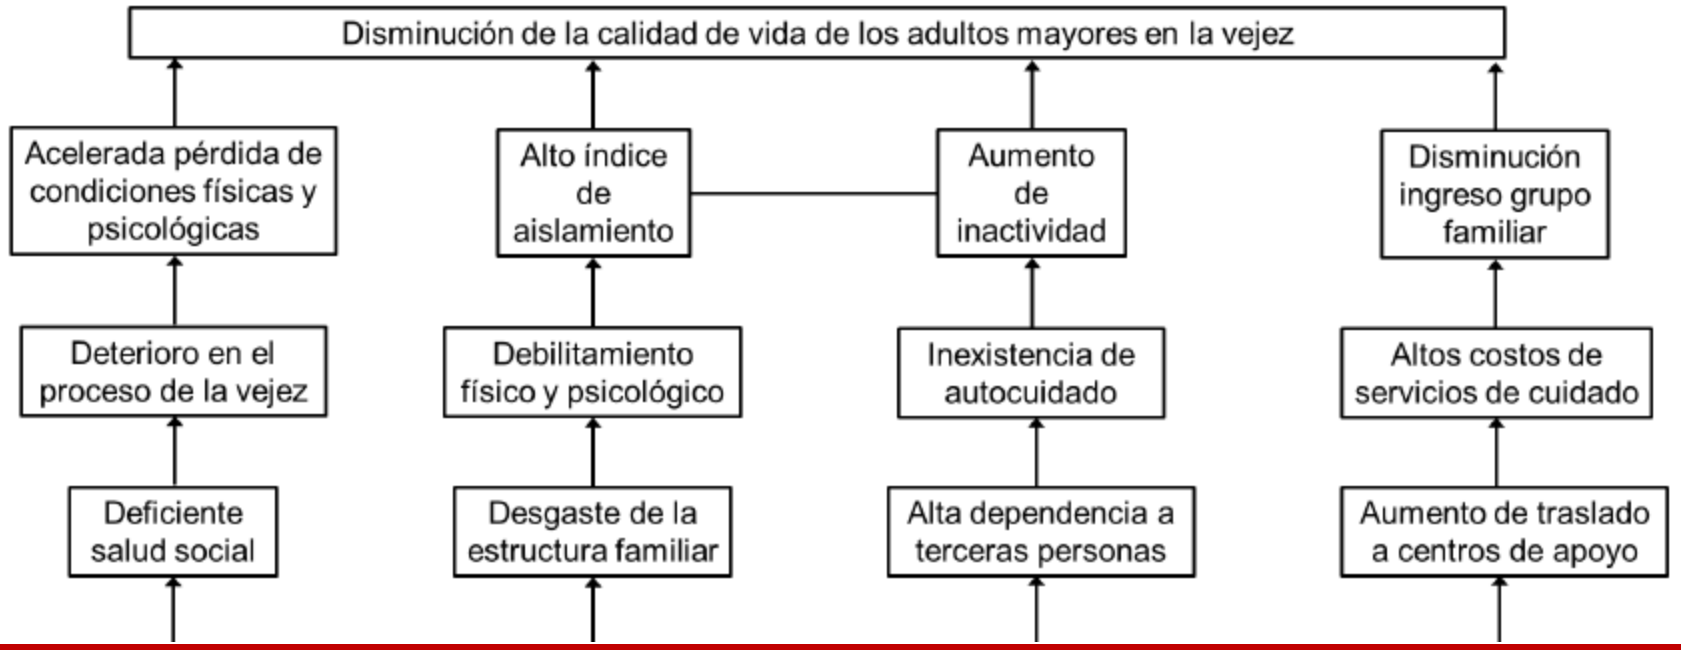 Disminución de la calidad de vida de los adultos mayores en la vejez
Acelerada pérdida de
condiciones físicas y
psicológicas
Alto índice
de
aislamiento
Aumento
de
inactividad
Disminución
ingreso grupo
familiar
Deterioro en el
proceso de la vejez
Debilitamiento
físico y psicológico
Inexistencia de
autocuidado
Altos costos de
servicios de cuidado
Deficiente
salud social
Desgaste de la
estructura familiar
Alta dependencia a
terceras personas
Aumento de traslado
a centros de apoyo